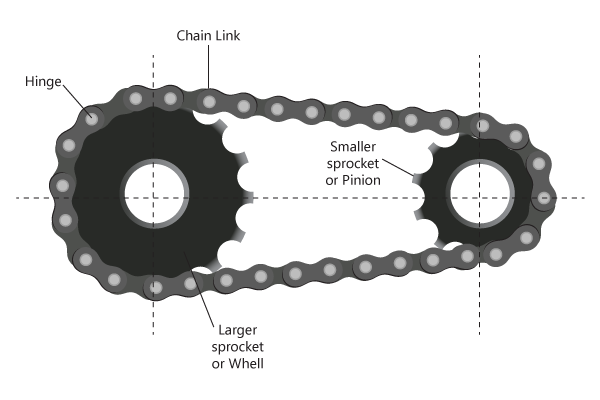 Chain Link
Hinge
Smaller
sprocket
or Pinion
Larger
sprocket
or Whell